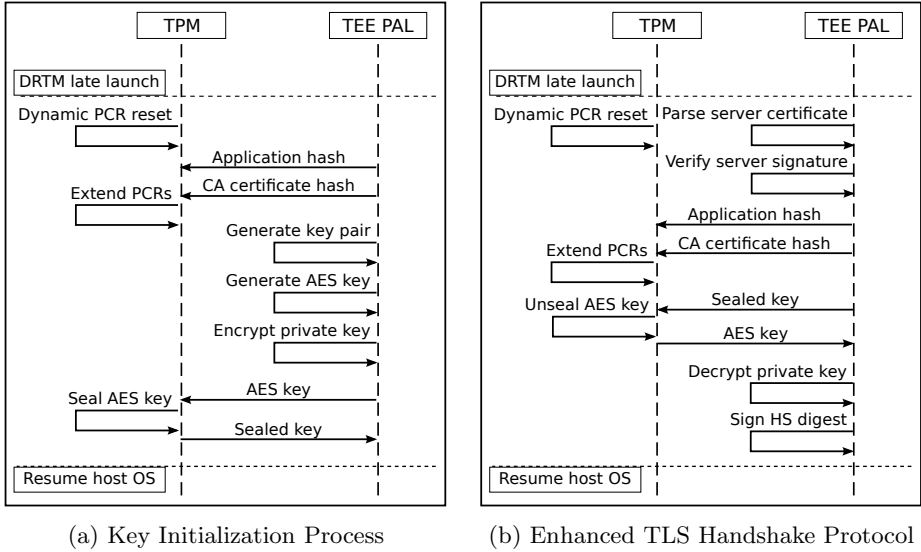 TPM
TEE PAL
DRTM late launch
Dynamic PCR reset
Application hash
CA certificate hash
Extend PCRs
Generate key pair
Generate AES key
Encrypt private key
AES key
Seal AES key
Sealed key
Resume host OS
(a) Key Initialization Process
TPM
TEE PAL
DRTM late launch
Dynamic PCR reset
Parse server certificate
Verify server signature
Application hash
CA certificate hash
Extend PCRs
Unseal AES key
Sealed key
AES key
Decrypt private key
Sign HS digest
Resume host OS
(b) Enhanced TLS Handshake Protocol